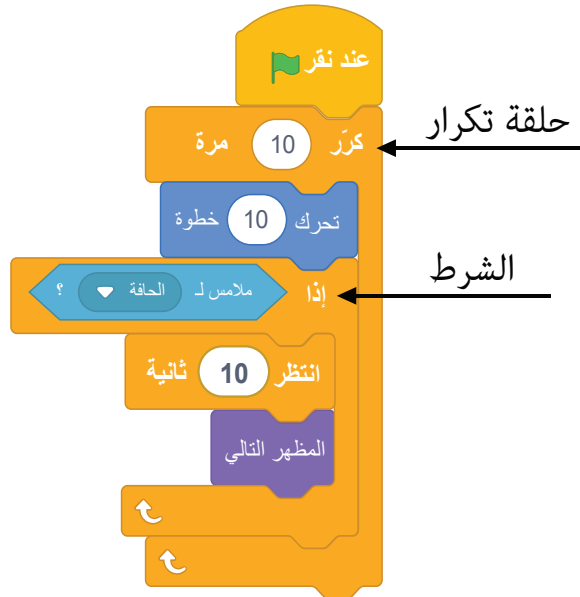 عند نقر
حلقة تكرار
كرّر 10 مرة
تحرك 10 خطوة
الشرط
إذا ملامس لـ الحافة ؟
انتظر 10 ثانية
المظهر التالي